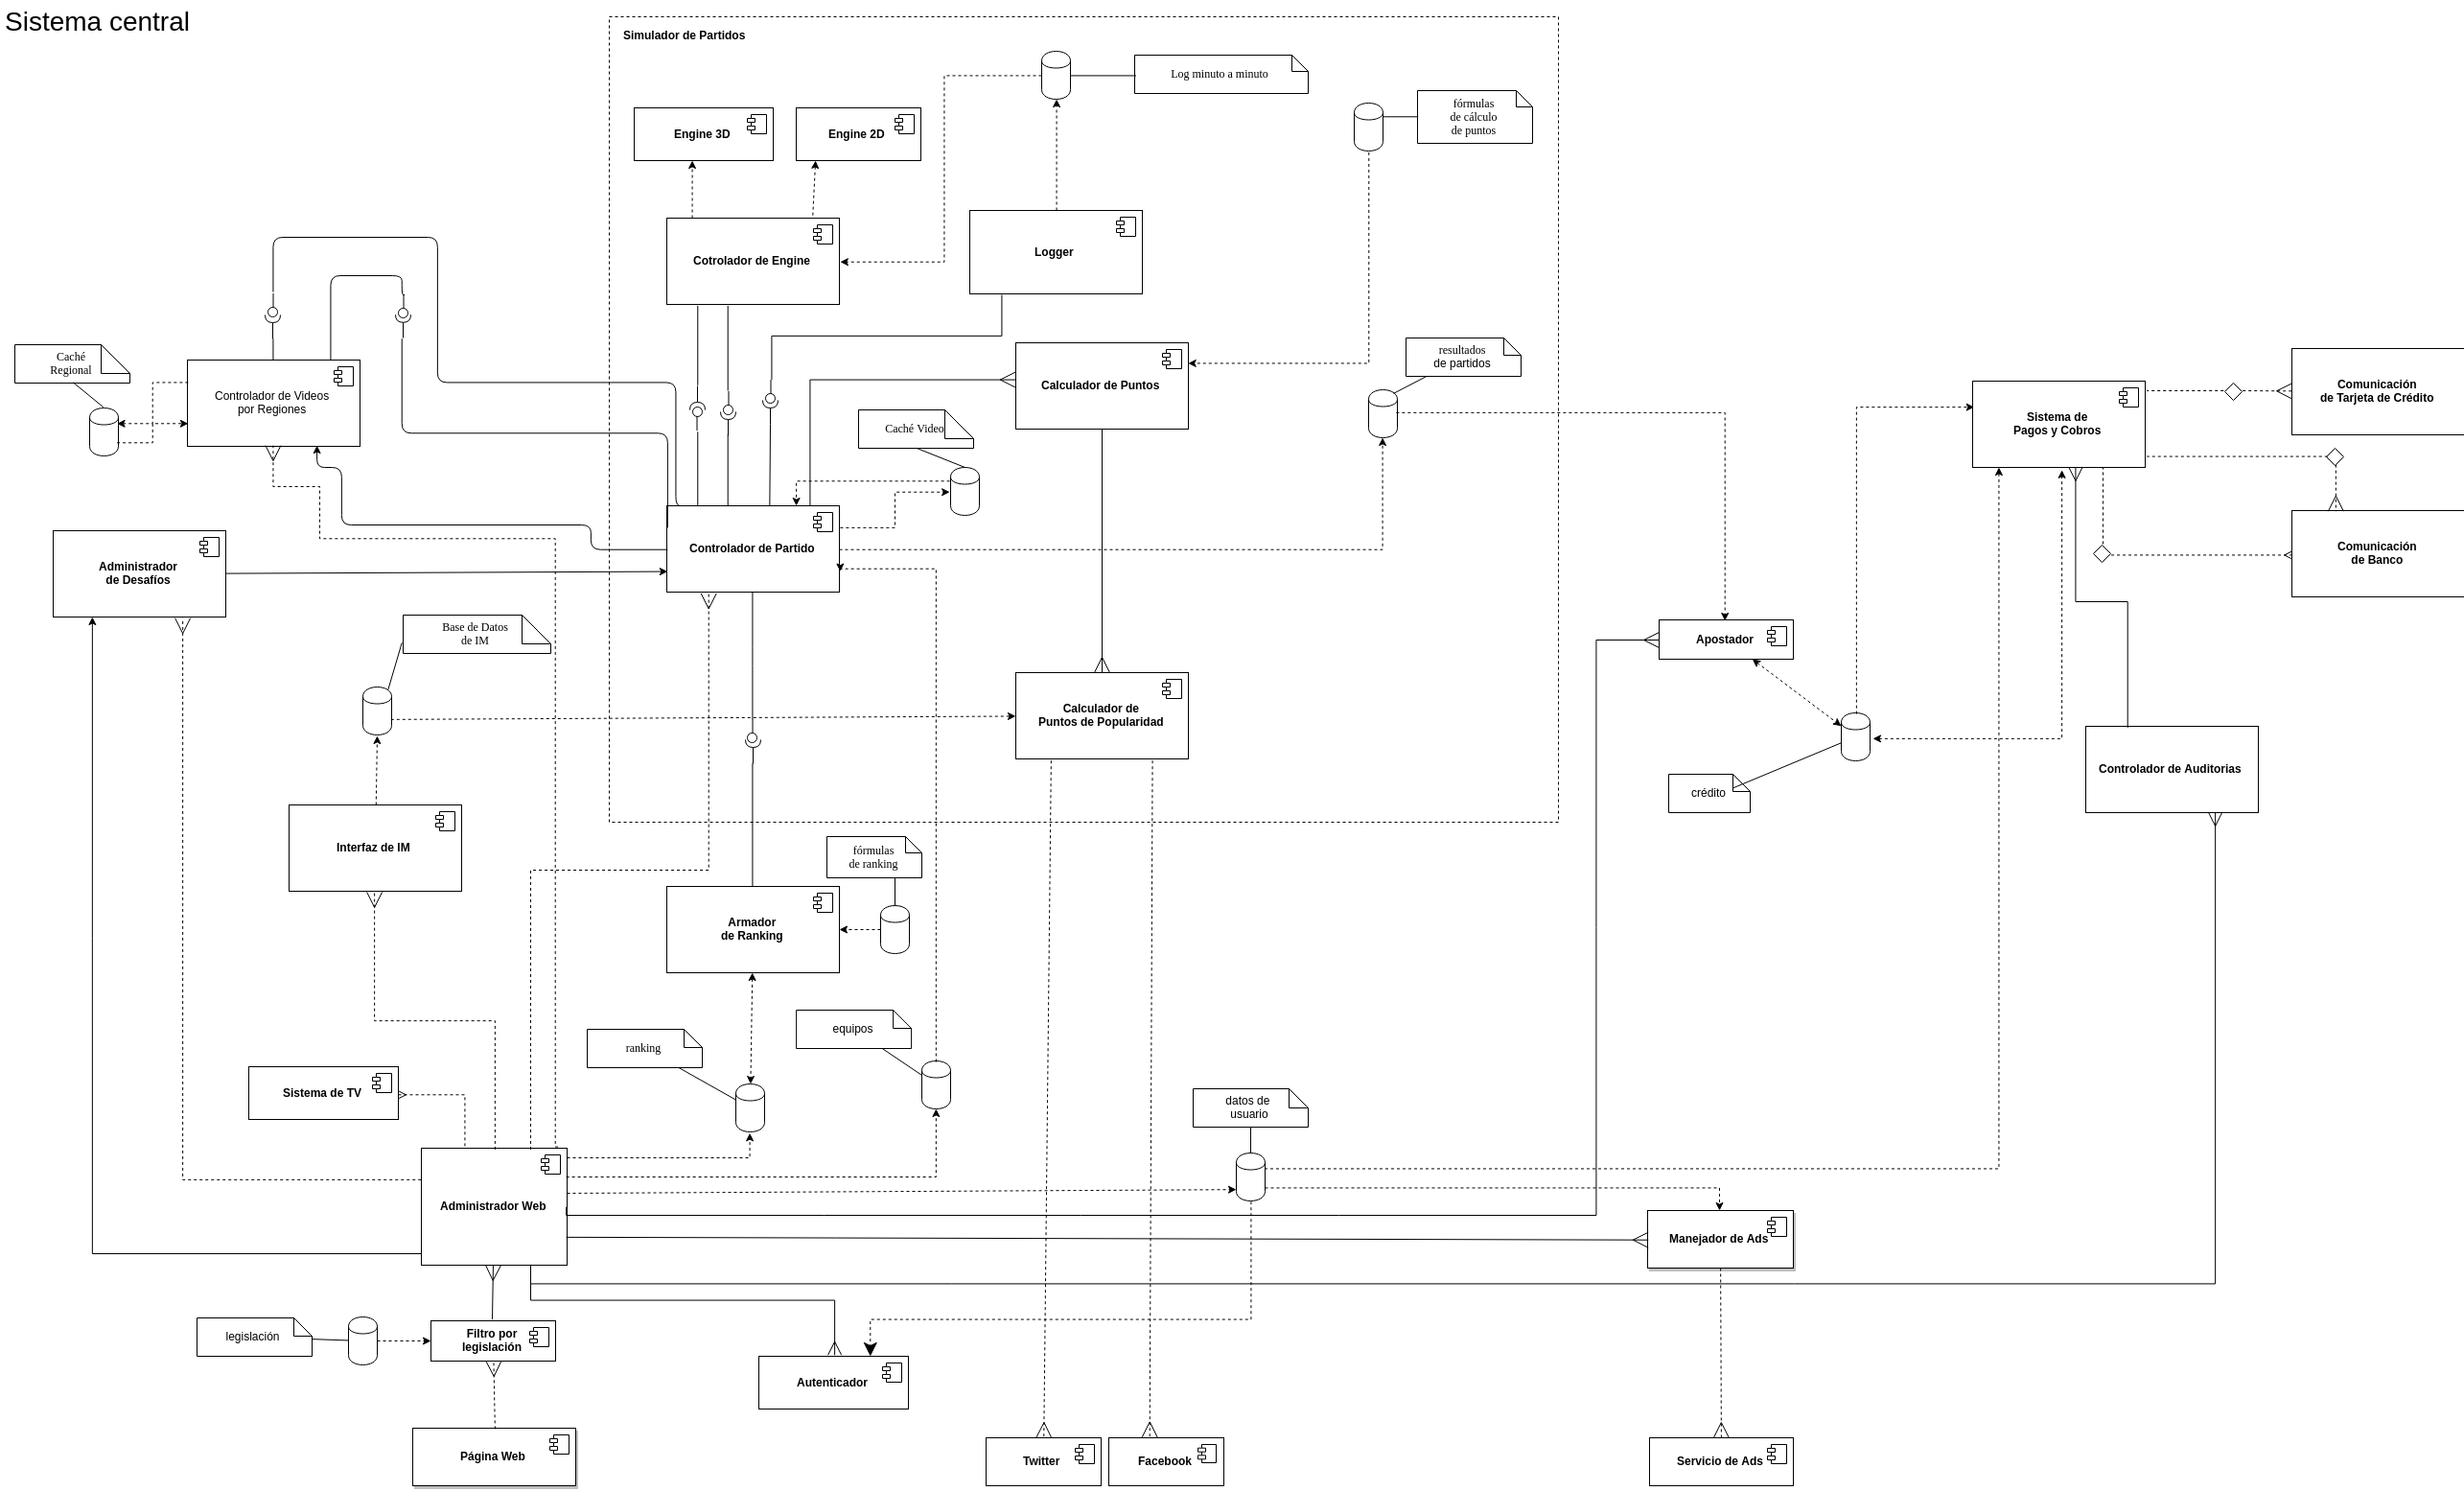 Sistema central
Simulador de Partidos
Log minuto a minuto
fórmulas
de cálculo
de puntos
Engine 3D
Engine 2D
Cotrolador de Engine
Logger
Caché
Regional
Controlador de Videos
por Regiones
Calculador de Puntos
resultados
de partidos
Caché Video
Sistema de
Pagos y Cobros
Comunicación
de Tarjeta de Crédito
Comunicación
de Banco
Administrador
de Desafíos
Controlador de Partido
Base de Datos
de IM
Apostador
Calculador de
Puntos de Popularidad
crédito
Controlador de Auditorias
Interfaz de IM
fórmulas
de ranking
Armador
de Ranking
ranking
equipos
Sistema de TV
datos de
usuario
Administrador Web
Manejador de Ads
legislación
Filtro por
legislación
Autenticador
Página Web
Twitter
Facebook
Servicio de Ads